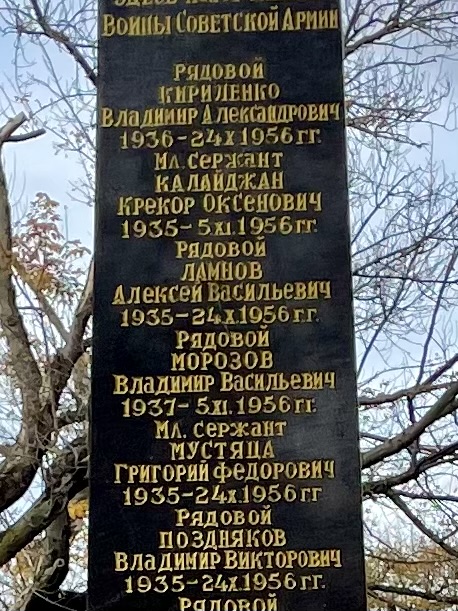 Воины Советской Армии
Рядовой
Кириленко
Владимир Александрович
1936-24.X.1956 гг.
Мл. сержант
Калайджан
Крекор Оксенович
1935-5.XI.1956 гг.
Рядовой
Ламнов
Алексей Васильевич
1935-24.X.1956 гг.
Рядовой
Морозов
Владимир Васильевич
1937-5.XI.1956 гг.
Мл. сержант
Мустяца
Григорий Федорович
1935-24.X.1956 гг
Рядовой
Поздняков
Владимир Викторович
1935-24.X.1956 гг.
Рядовой